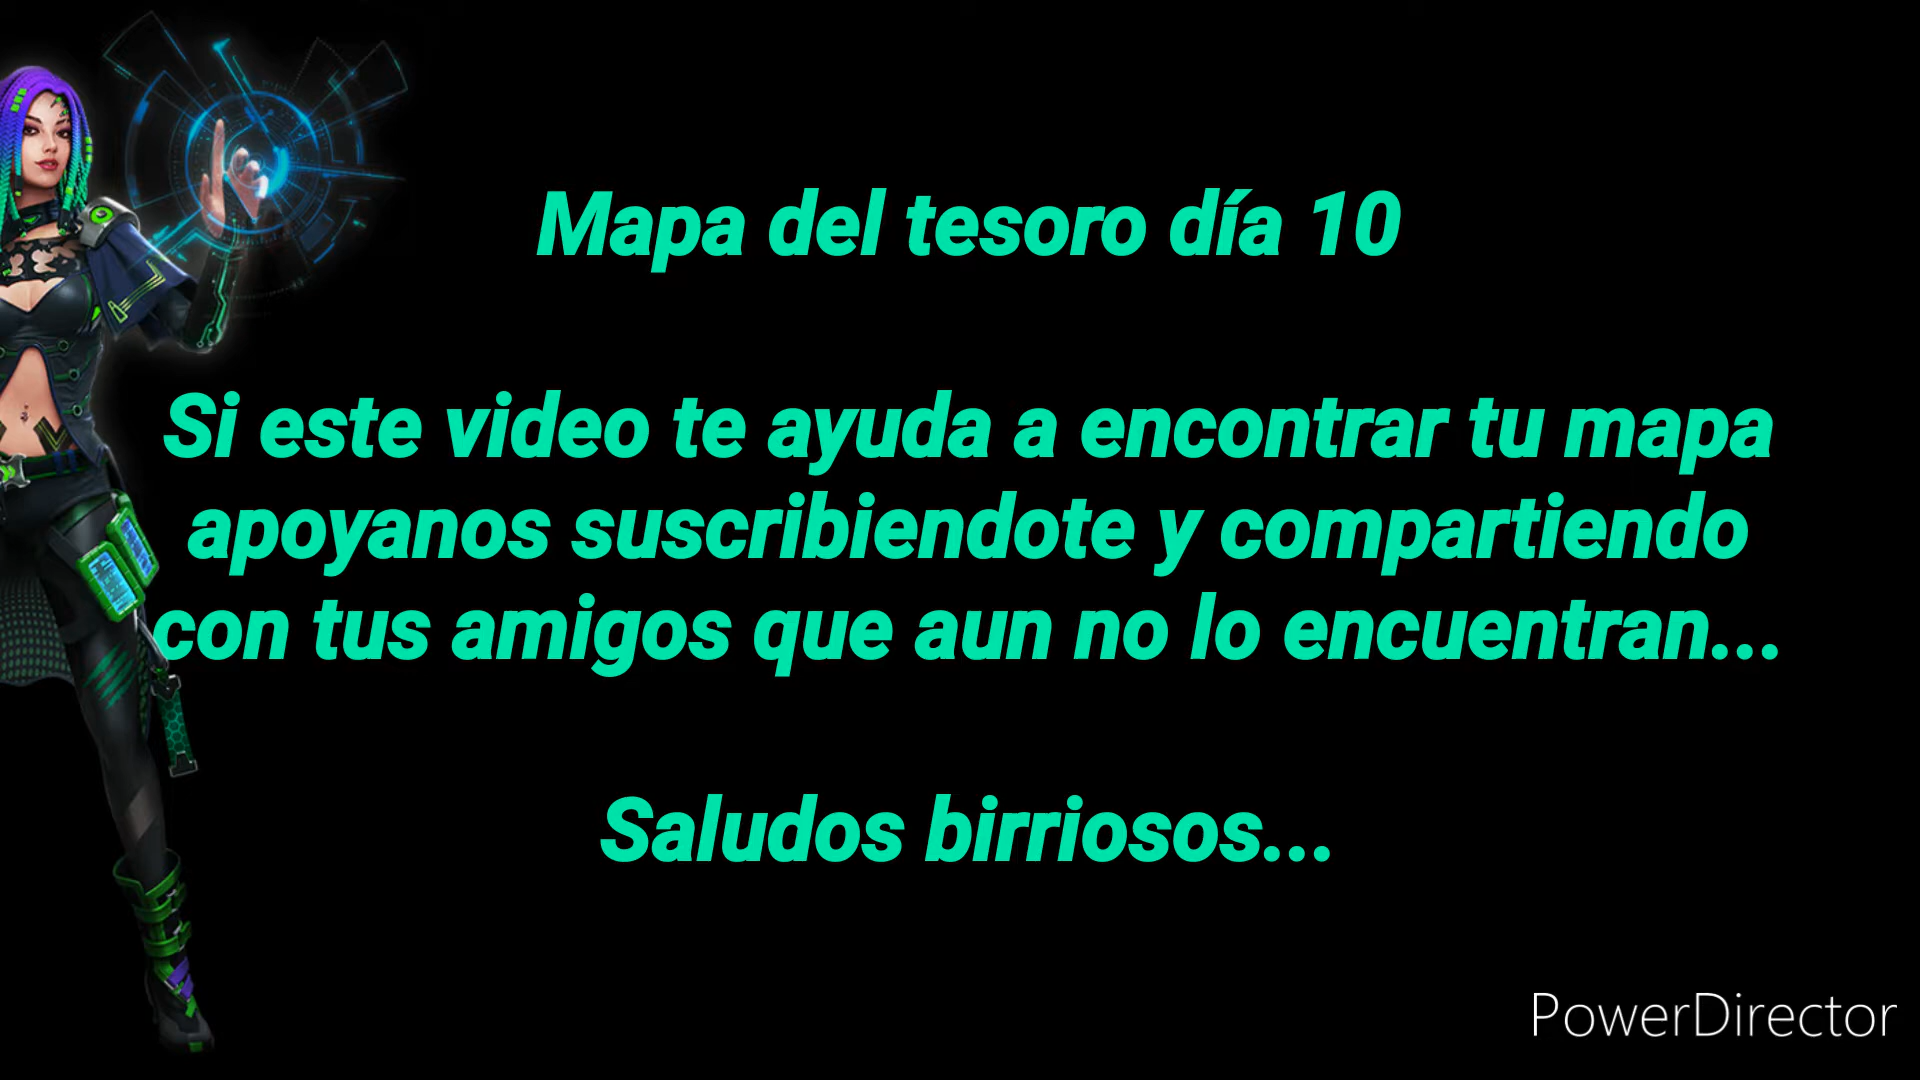 Mapa del tesoro día 10
Si este video te ayuda a encontrar tu mapa
apoyanos suscribiendote y compartiendo
con tus amigos que aun no lo encuentran...
Saludos birriosos...
PowerDirector